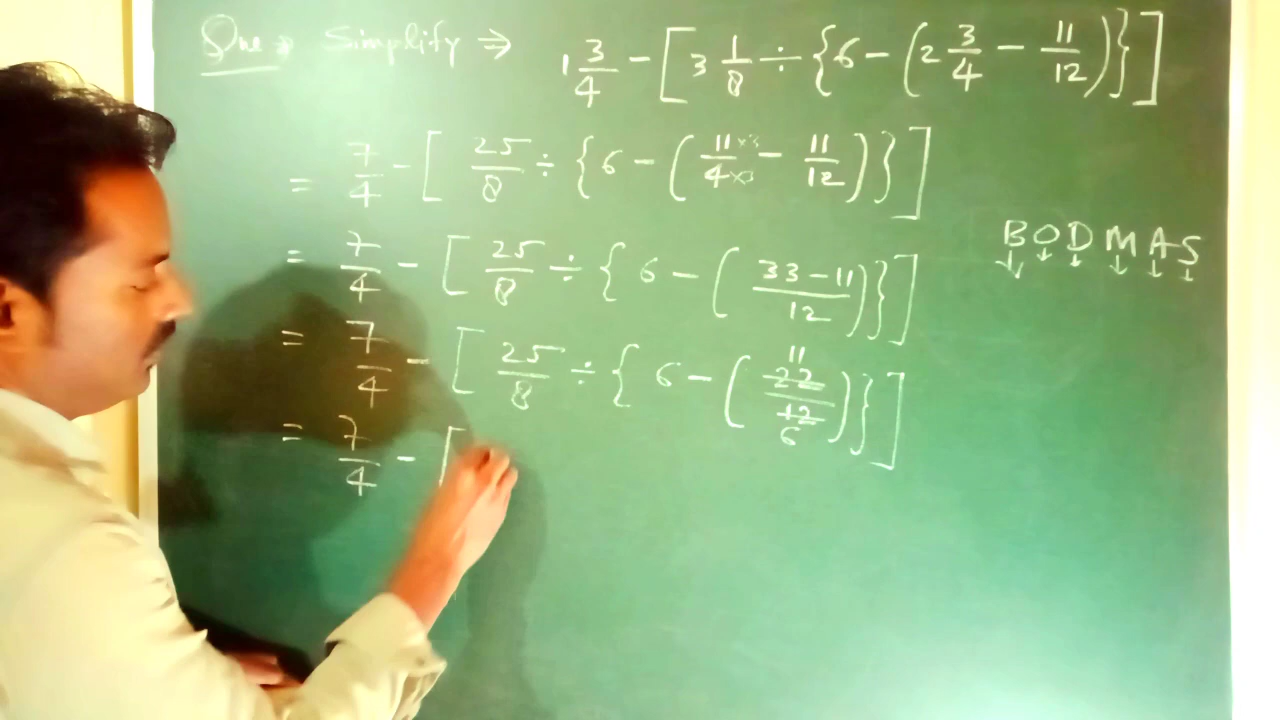 Que ⇒ Simplify ⇒ 1 3/4 - [ 3 1/8 ÷ { 6 - ( 2 3/4 - 11/12 ) } ]
= 7/4 - [ 25/8 ÷ { 6 - ( 11×3/4×3 - 11/12 ) } ]
BODMAS
↓ ↓ ↓ ↓ ↓ ↓
= 7/4 - [ 25/8 ÷ { 6 - ( 33-11/12 ) } ]
= 7/4 - [ 25/8 ÷ { 6 - ( 11 22/12 6 ) } ]
= 7/4 - [